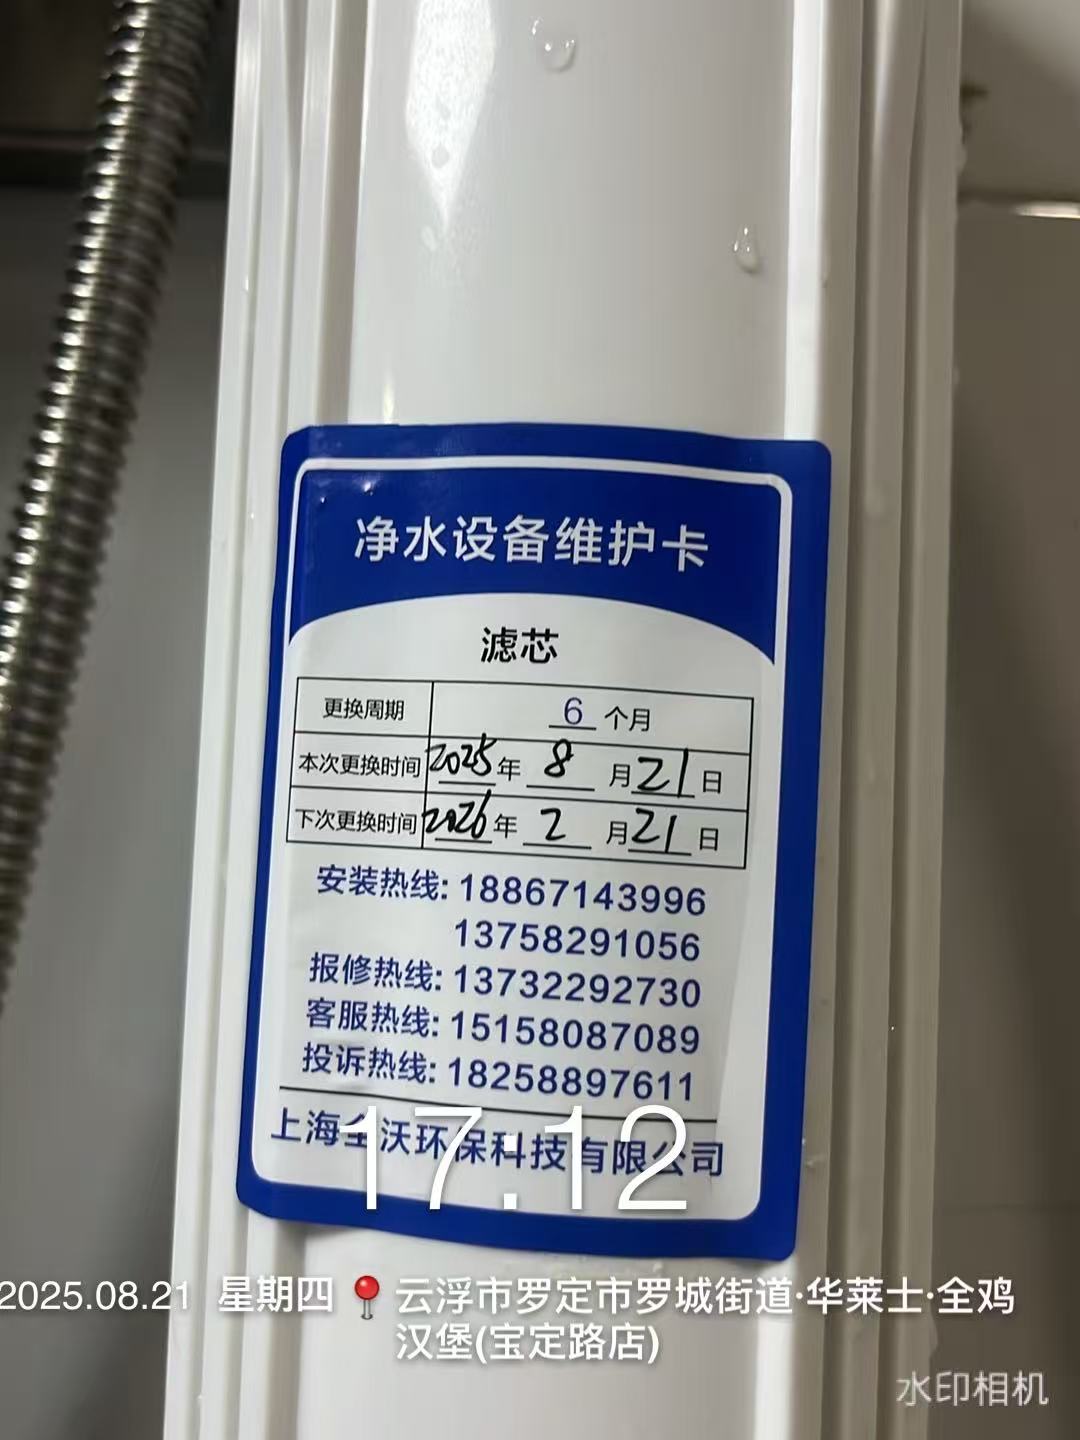 净水设备维护卡
滤芯
更换周期 6 个月
本次更换时间 2025 年 8 月 21 日
下次更换时间 2026 年 2 月 21 日
安装热线: 18867143996
13758291056
报修热线: 13732292730
客服热线: 15158087089
投诉热线: 18258897611
上海全沃环保科技有限公司
17:12
2025.08.21 星期四 云浮市罗定市罗城街道·华莱士·全鸡
汉堡(宝定路店)
水印相机